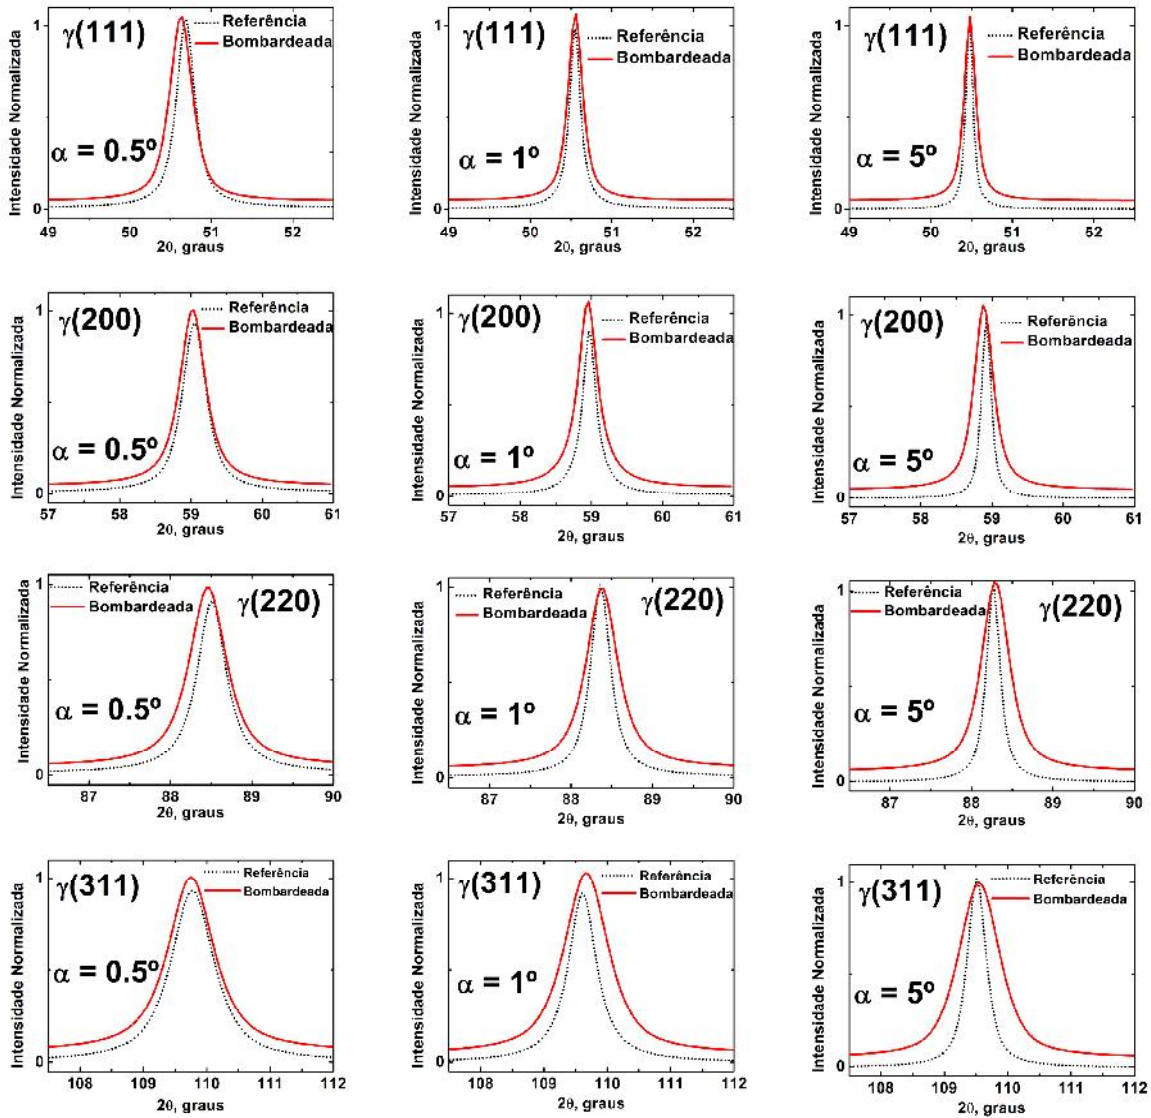 γ(111)
Referência
Bombardeada
α = 0.5º
Intensidade Normalizada
1
0
49 50 51 52
2θ, graus
γ(111)
Referência
Bombardeada
α = 1º
Intensidade Normalizada
1
0
49 50 51 52
2θ, graus
γ(111)
Referência
Bombardeada
α = 5º
Intensidade Normalizada
1
0
49 50 51 52
2θ, graus
γ(200)
Referência
Bombardeada
α = 0.5º
Intensidade Normalizada
1
0
57 58 59 60 61
2θ, graus
γ(200)
Referência
Bombardeada
α = 1º
Intensidade Normalizada
1
0
57 58 59 60 61
2θ, graus
γ(200)
Referência
Bombardeada
α = 5º
Intensidade Normalizada
1
0
57 58 59 60 61
2θ, graus
Referência
Bombardeada
γ(220)
α = 0.5º
Intensidade Normalizada
1
0
87 88 89 90
2θ, graus
Referência
Bombardeada
γ(220)
α = 1º
Intensidade Normalizada
1
0
87 88 89 90
2θ, graus
Referência
Bombardeada
γ(220)
α = 5º
Intensidade Normalizada
1
0
87 88 89 90
2θ, graus
γ(311)
Referência
Bombardeada
α = 0.5º
Intensidade Normalizada
1
0
108 109 110 111 112
2θ, graus
γ(311)
Referência
Bombardeada
α = 1º
Intensidade Normalizada
1
0
108 109 110 111 112
2θ, graus
γ(311)
Referência
Bombardeada
α = 5º
Intensidade Normalizada
1
0
108 109 110 111 112
2θ, graus